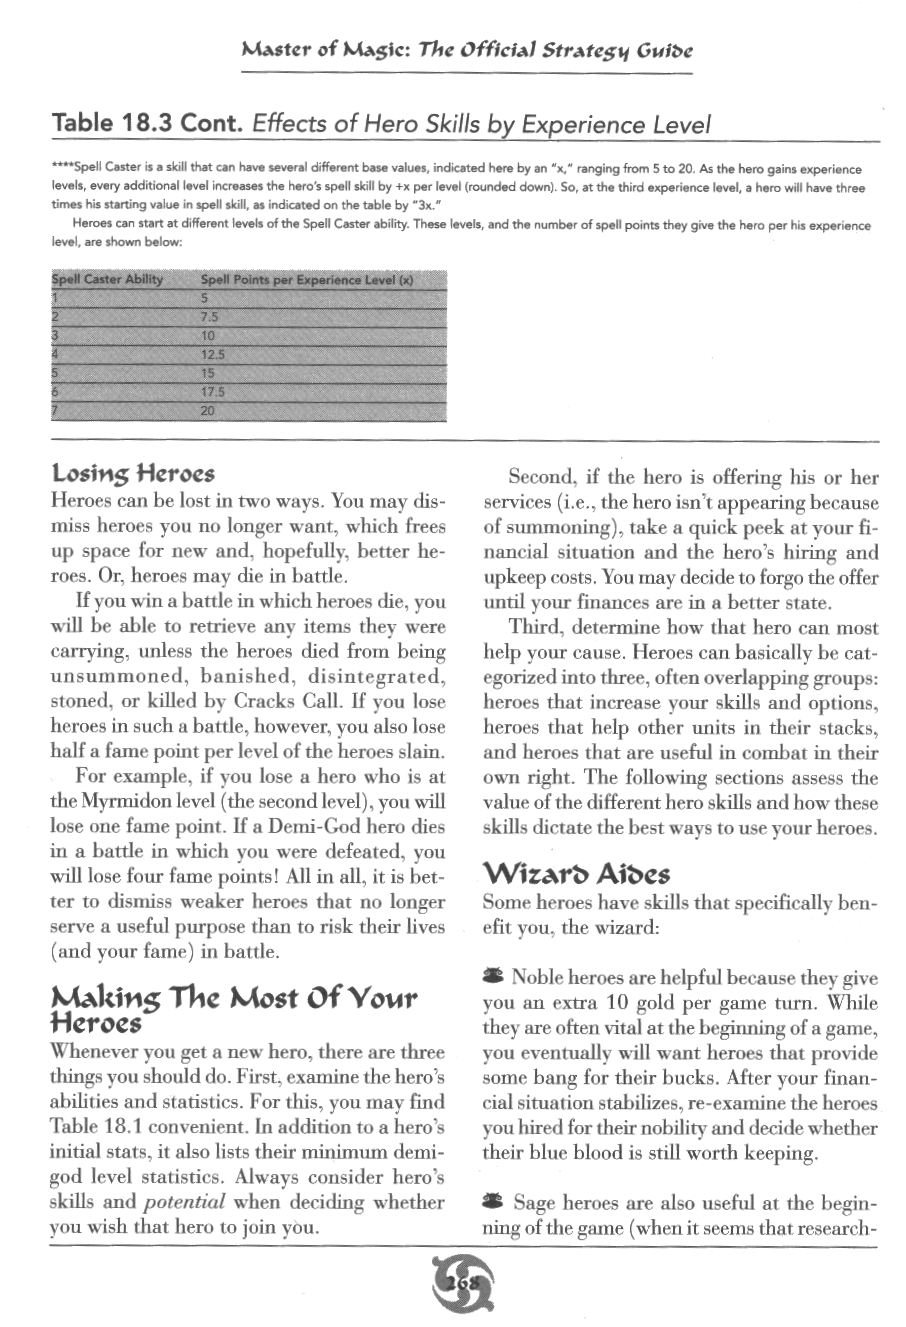 Master of Magic: The Official Strategy Guide
Table 18.3 Cont. Effects of Hero Skills by Experience Level
****Spell Caster is a skill that can have several different base values, indicated here by an "x," ranging from 5 to 20. As the hero gains experience
levels, every additional level increases the hero's spell skill by +x per level (rounded down). So, at the third experience level, a hero will have three
times his starting value in spell skill, as indicated on the table by "3x."
Heroes can start at different levels of the Spell Caster ability. These levels, and the number of spell points they give the hero per his experience
level, are shown below:
Spell Caster Ability Spell Points per Experience Level (x)
1 5
2 7.5
3 10
4 12.5
5 15
6 17.5
7 20
Losing Heroes
Heroes can be lost in two ways. You may dis-
miss heroes you no longer want, which frees
up space for new and, hopefully, better he-
roes. Or, heroes may die in battle.
If you win a battle in which heroes die, you
will be able to retrieve any items they were
carrying, unless the heroes died from being
unsummoned, banished, disintegrated,
stoned, or killed by Cracks Call. If you lose
heroes in such a battle, however, you also lose
half a fame point per level of the heroes slain.
For example, if you lose a hero who is at
the Myrmidon level (the second level), you will
lose one fame point. If a Demi-God hero dies
in a battle in which you were defeated, you
will lose four fame points! All in all, it is bet-
ter to dismiss weaker heroes that no longer
serve a useful purpose than to risk their lives
(and your fame) in battle.
Making The Most Of Your
Heroes
Whenever you get a new hero, there are three
things you should do. First, examine the hero's
abilities and statistics. For this, you may find
Table 18.1 convenient. In addition to a hero's
initial stats, it also lists their minimum demi-
god level statistics. Always consider hero's
skills and potential when deciding whether
you wish that hero to join you.
Second, if the hero is offering his or her
services (i.e., the hero isn't appearing because
of summoning), take a quick peek at your fi-
nancial situation and the hero's hiring and
upkeep costs. You may decide to forgo the offer
until your finances are in a better state.
Third, determine how that hero can most
help your cause. Heroes can basically be cat-
egorized into three, often overlapping groups:
heroes that increase your skills and options,
heroes that help other units in their stacks,
and heroes that are useful in combat in their
own right. The following sections assess the
value of the different hero skills and how these
skills dictate the best ways to use your heroes.
Wizard Aides
Some heroes have skills that specifically ben-
efit you, the wizard:
Noble heroes are helpful because they give
you an extra 10 gold per game turn. While
they are often vital at the beginning of a game,
you eventually will want heroes that provide
some bang for their bucks. After your finan-
cial situation stabilizes, re-examine the heroes
you hired for their nobility and decide whether
their blue blood is still worth keeping.
Sage heroes are also useful at the begin-
ning of the game (when it seems that research-
268